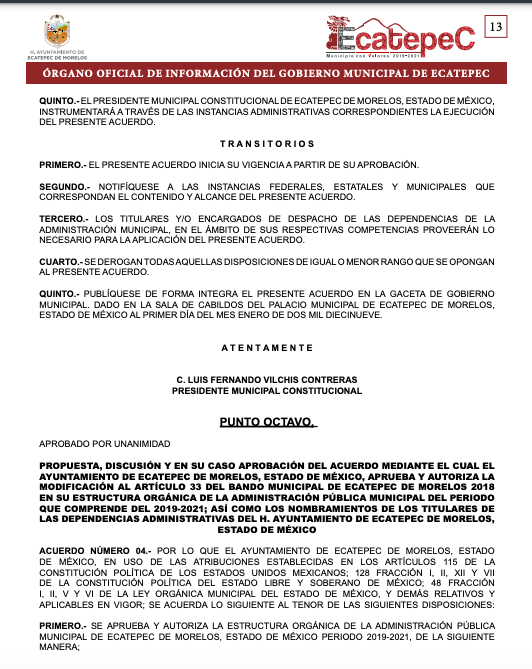 H. AYUNTAMIENTO DE
ECATEPEC DE MORELOS
EcatepeC
Municipio con Valores 2019-2021
13
ÓRGANO OFICIAL DE INFORMACIÓN DEL GOBIERNO MUNICIPAL DE ECATEPEC
QUINTO.- EL PRESIDENTE MUNICIPAL CONSTITUCIONAL DE ECATEPEC DE MORELOS, ESTADO DE MÉXICO,
INSTRUMENTARÁ A TRAVÉS DE LAS INSTANCIAS ADMINISTRATIVAS CORRESPONDIENTES LA EJECUCIÓN
DEL PRESENTE ACUERDO.
T R A N S I T O R I O S
PRIMERO.- EL PRESENTE ACUERDO INICIA SU VIGENCIA A PARTIR DE SU APROBACIÓN.
SEGUNDO.- NOTIFÍQUESE A LAS INSTANCIAS FEDERALES, ESTATALES Y MUNICIPALES QUE
CORRESPONDAN EL CONTENIDO Y ALCANCE DEL PRESENTE ACUERDO.
TERCERO.- LOS TITULARES Y/O ENCARGADOS DE DESPACHO DE LAS DEPENDENCIAS DE LA
ADMINISTRACIÓN MUNICIPAL, EN EL ÁMBITO DE SUS RESPECTIVAS COMPETENCIAS PROVEERÁN LO
NECESARIO PARA LA APLICACIÓN DEL PRESENTE ACUERDO.
CUARTO.- SE DEROGAN TODAS AQUELLAS DISPOSICIONES DE IGUAL O MENOR RANGO QUE SE OPONGAN
AL PRESENTE ACUERDO.
QUINTO.- PUBLÍQUESE DE FORMA INTEGRA EL PRESENTE ACUERDO EN LA GACETA DE GOBIERNO
MUNICIPAL. DADO EN LA SALA DE CABILDOS DEL PALACIO MUNICIPAL DE ECATEPEC DE MORELOS,
ESTADO DE MÉXICO AL PRIMER DÍA DEL MES ENERO DE DOS MIL DIECINUEVE.
A T E N T A M E N T E
C. LUIS FERNANDO VILCHIS CONTRERAS
PRESIDENTE MUNICIPAL CONSTITUCIONAL
PUNTO OCTAVO,
APROBADO POR UNANIMIDAD
PROPUESTA, DISCUSIÓN Y EN SU CASO APROBACIÓN DEL ACUERDO MEDIANTE EL CUAL EL
AYUNTAMIENTO DE ECATEPEC DE MORELOS, ESTADO DE MÉXICO, APRUEBA Y AUTORIZA LA
MODIFICACIÓN AL ARTÍCULO 33 DEL BANDO MUNICIPAL DE ECATEPEC DE MORELOS 2018
EN SU ESTRUCTURA ORGÁNICA DE LA ADMINISTRACIÓN PÚBLICA MUNICIPAL DEL PERIODO
QUE COMPRENDE DEL 2019-2021; ASÍ COMO LOS NOMBRAMIENTOS DE LOS TITULARES DE
LAS DEPENDENCIAS ADMINISTRATIVAS DEL H. AYUNTAMIENTO DE ECATEPEC DE MORELOS,
ESTADO DE MÉXICO
ACUERDO NÚMERO 04.- POR LO QUE EL AYUNTAMIENTO DE ECATEPEC DE MORELOS, ESTADO
DE MÉXICO, EN USO DE LAS ATRIBUCIONES ESTABLECIDAS EN LOS ARTÍCULOS 115 DE LA
CONSTITUCIÓN POLÍTICA DE LOS ESTADOS UNIDOS MEXICANOS; 128 FRACCIÓN I, II, XII Y VII
DE LA CONSTITUCIÓN POLÍTICA DEL ESTADO LIBRE Y SOBERANO DE MÉXICO; 48 FRACCIÓN
I, II, V Y VI DE LA LEY ORGÁNICA MUNICIPAL DEL ESTADO DE MÉXICO, Y DEMÁS RELATIVOS Y
APLICABLES EN VIGOR; SE ACUERDA LO SIGUIENTE AL TENOR DE LAS SIGUIENTES DISPOSICIONES:
PRIMERO.- SE APRUEBA Y AUTORIZA LA ESTRUCTURA ORGÁNICA DE LA ADMINISTRACIÓN PÚBLICA
MUNICIPAL DE ECATEPEC DE MORELOS, ESTADO DE MÉXICO PERIODO 2019-2021, DE LA SIGUIENTE
MANERA;